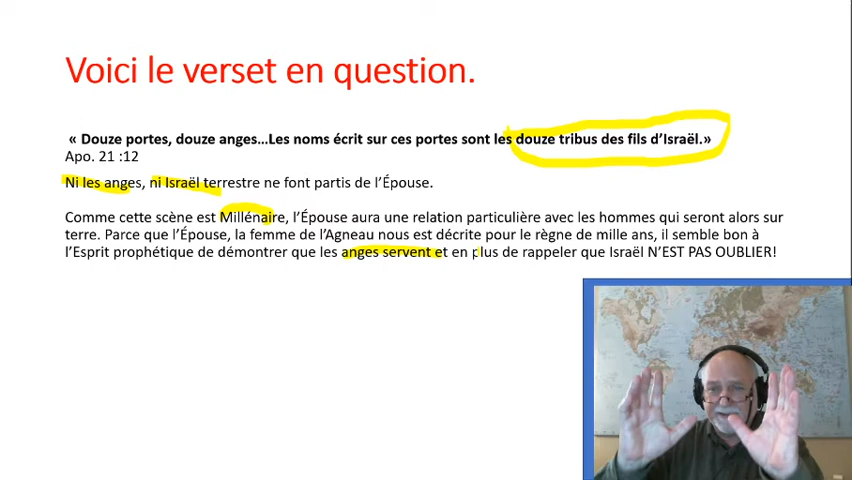 Voici le verset en question.
« Douze portes, douze anges...Les noms écrit sur ces portes sont les douze tribus des fils d’Israël.»
Apo. 21 :12
Ni les anges, ni Israël terrestre ne font partis de l’Épouse.
Comme cette scène est Millénaire, l’Épouse aura une relation particulière avec les hommes qui seront alors sur
terre. Parce que l’Épouse, la femme de l’Agneau nous est décrite pour le règne de mille ans, il semble bon à
l’Esprit prophétique de démontrer que les anges servent et en plus de rappeler que Israël N’EST PAS OUBLIER!